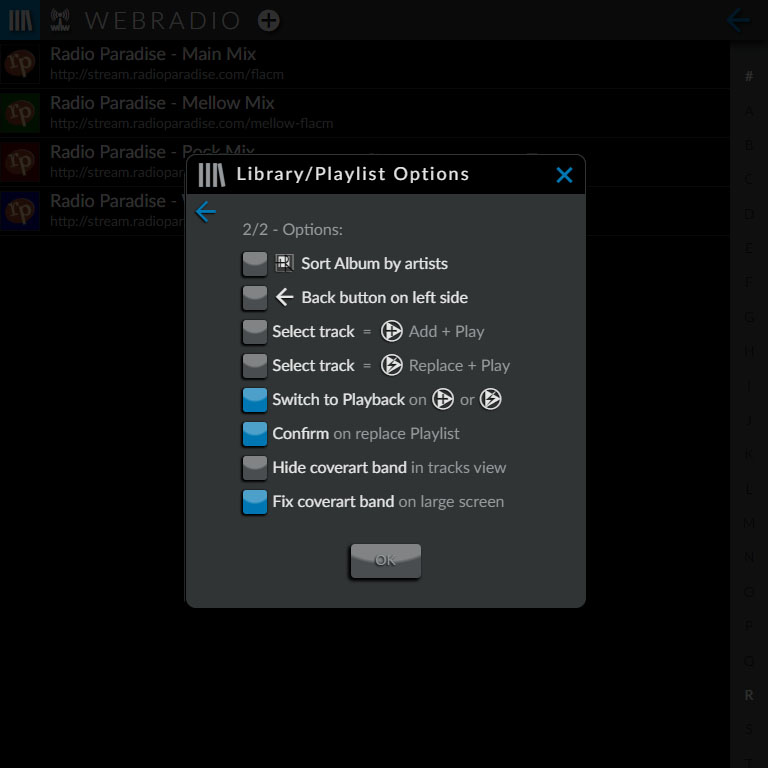 WEBRADIO
Radio Paradise - Main Mix
http://stream.radioparadise.com/flacm
Radio Paradise - Mellow Mix
http://stream.radioparadise.com/mellow-flacm
Radio Paradise - Rock Mix
http://stream.radiopar
Radio Paradise -
http://stream.radiopar
Library/Playlist Options
2/2 - Options:
Sort Album by artists
Back button on left side
Select track = Add + Play
Select track = Replace + Play
Switch to Playback on or
Confirm on replace Playlist
Hide coverart band in tracks view
Fix coverart band on large screen
OK
#
A
B
C
D
E
F
G
H
I
J
K
L
M
N
O
P
Q
R
S
T